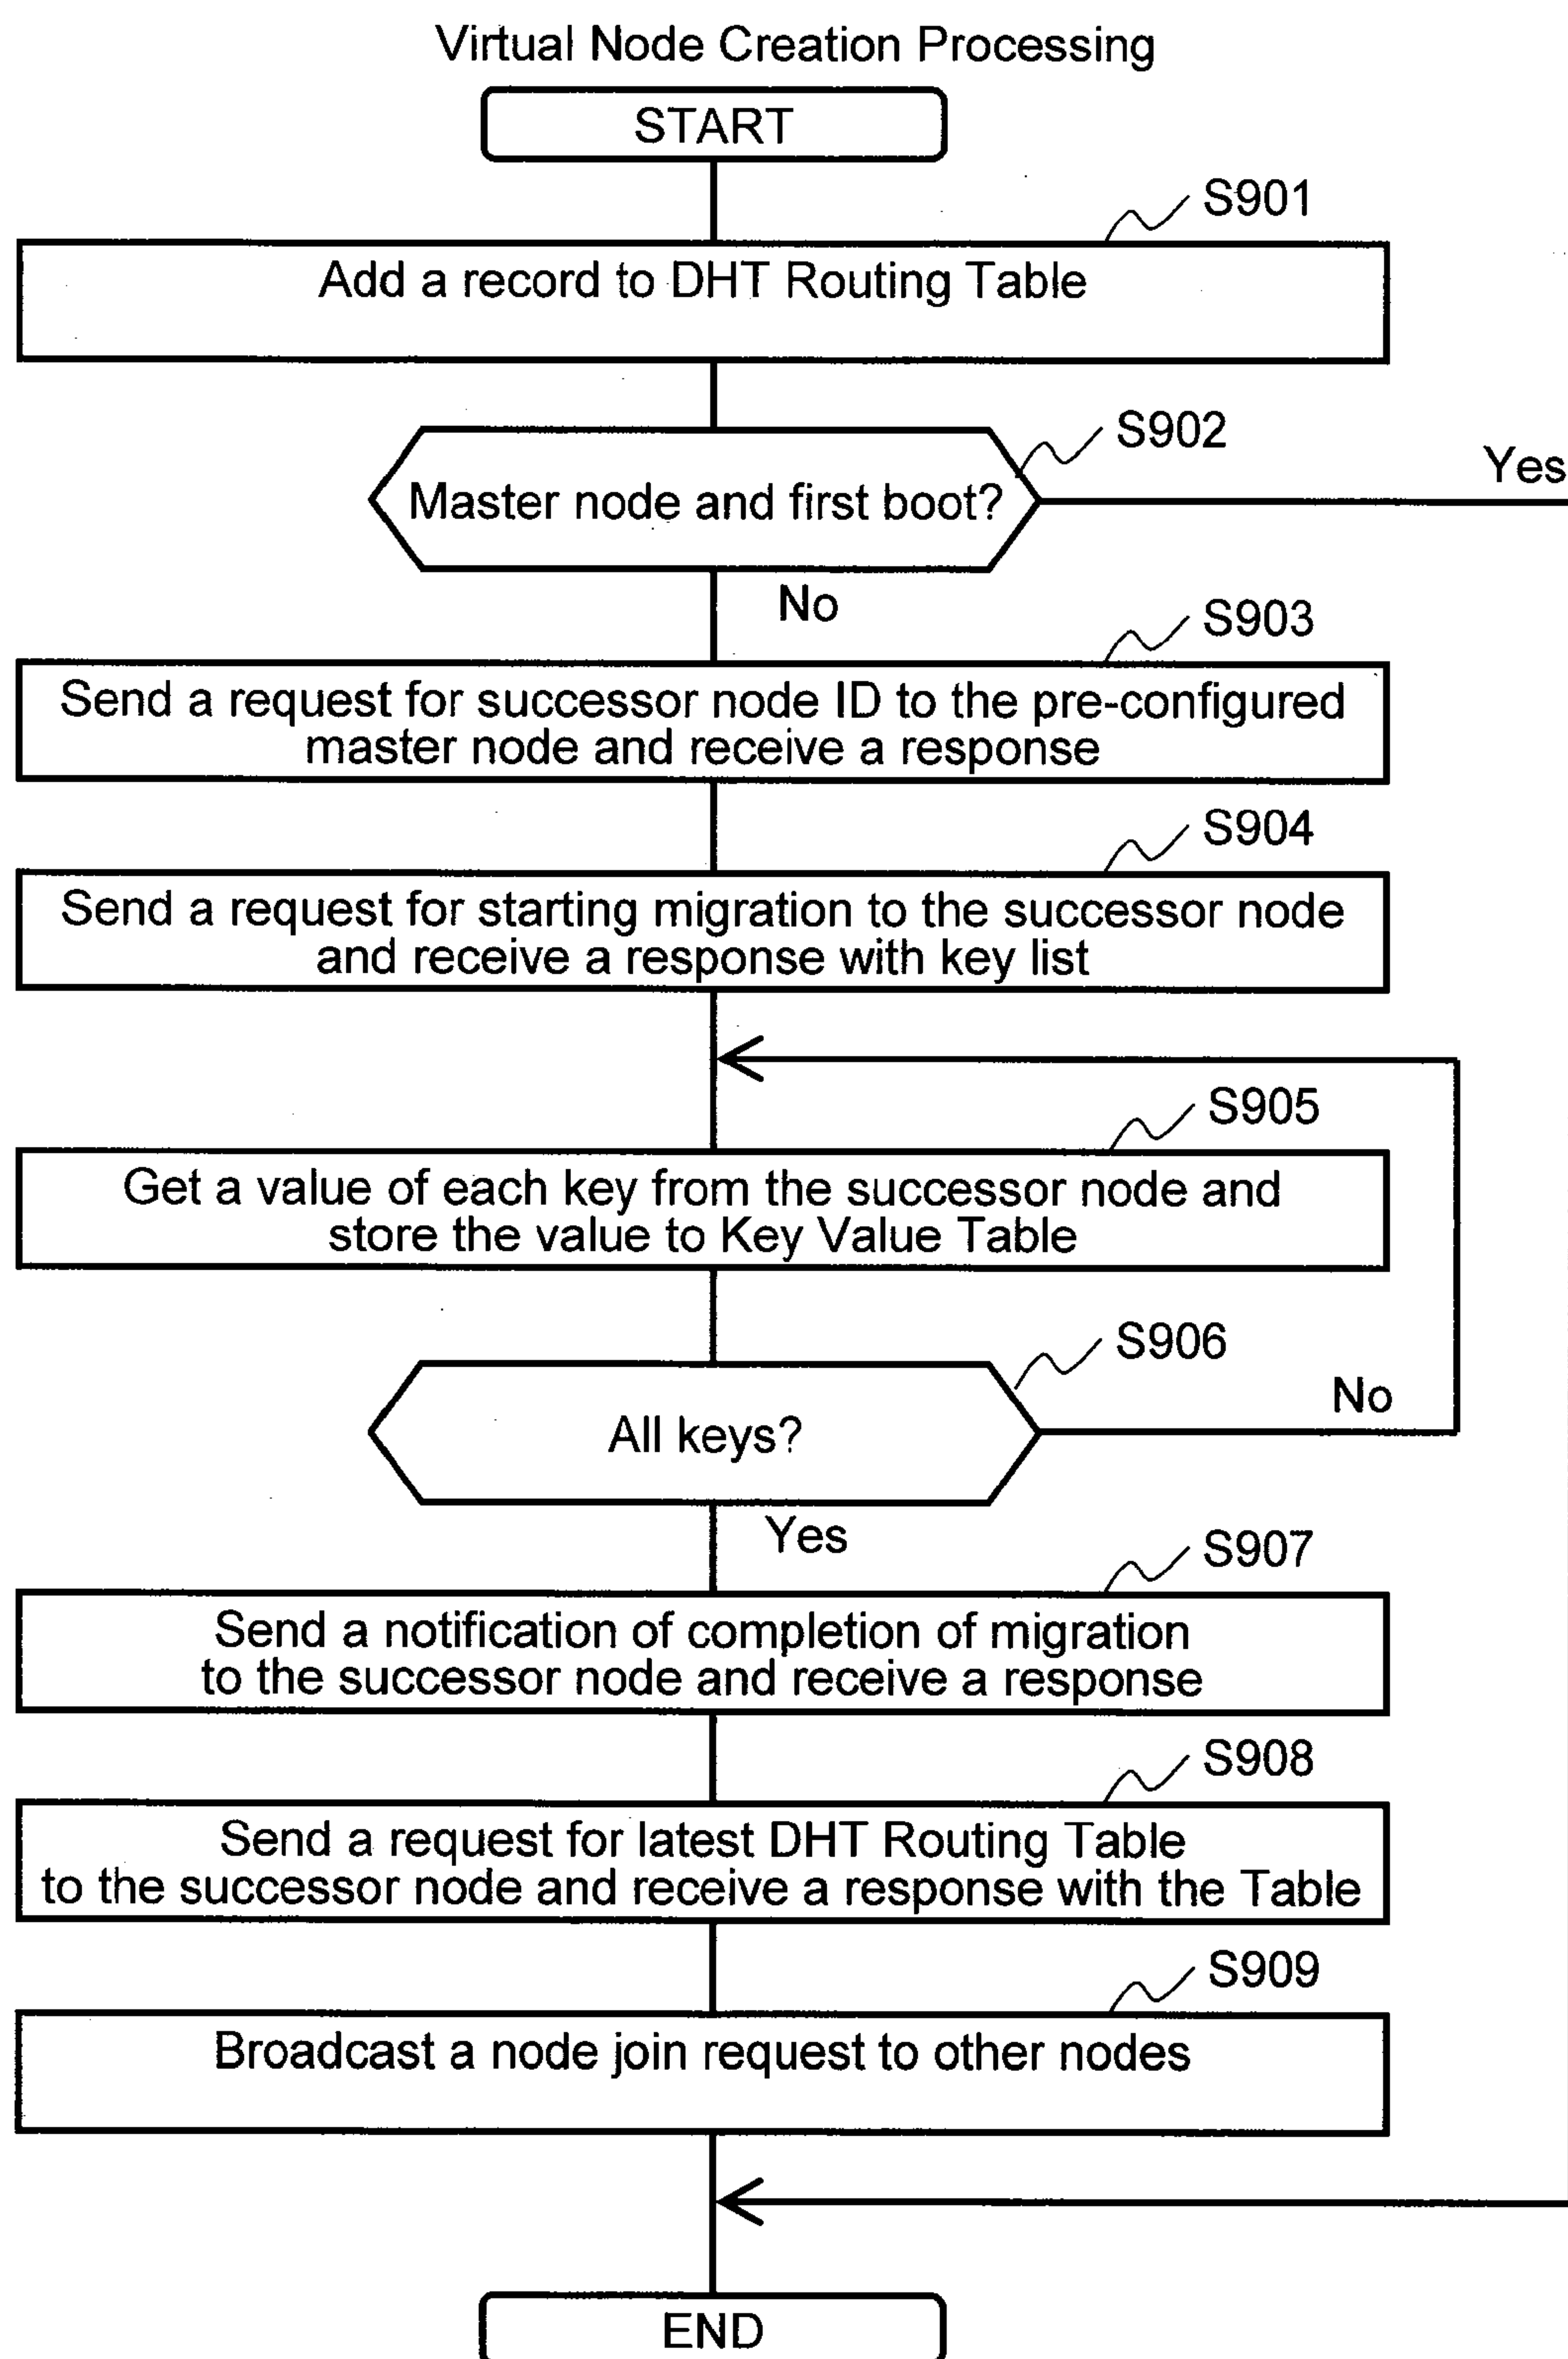 Virtual Node Creation Processing
START
S901
Add a record to DHT Routing Table
S902
Yes
Master node and first boot?
No
S903
Send a request for successor node ID to the pre-configured
master node and receive a response
S904
Send a request for starting migration to the successor node
and receive a response with key list
S905
Get a value of each key from the successor node and
store the value to Key Value Table
S906
No
All keys?
Yes
S907
Send a notification of completion of migration
to the successor node and receive a response
S908
Send a request for latest DHT Routing Table
to the successor node and receive a response with the Table
S909
Broadcast a node join request to other nodes
END